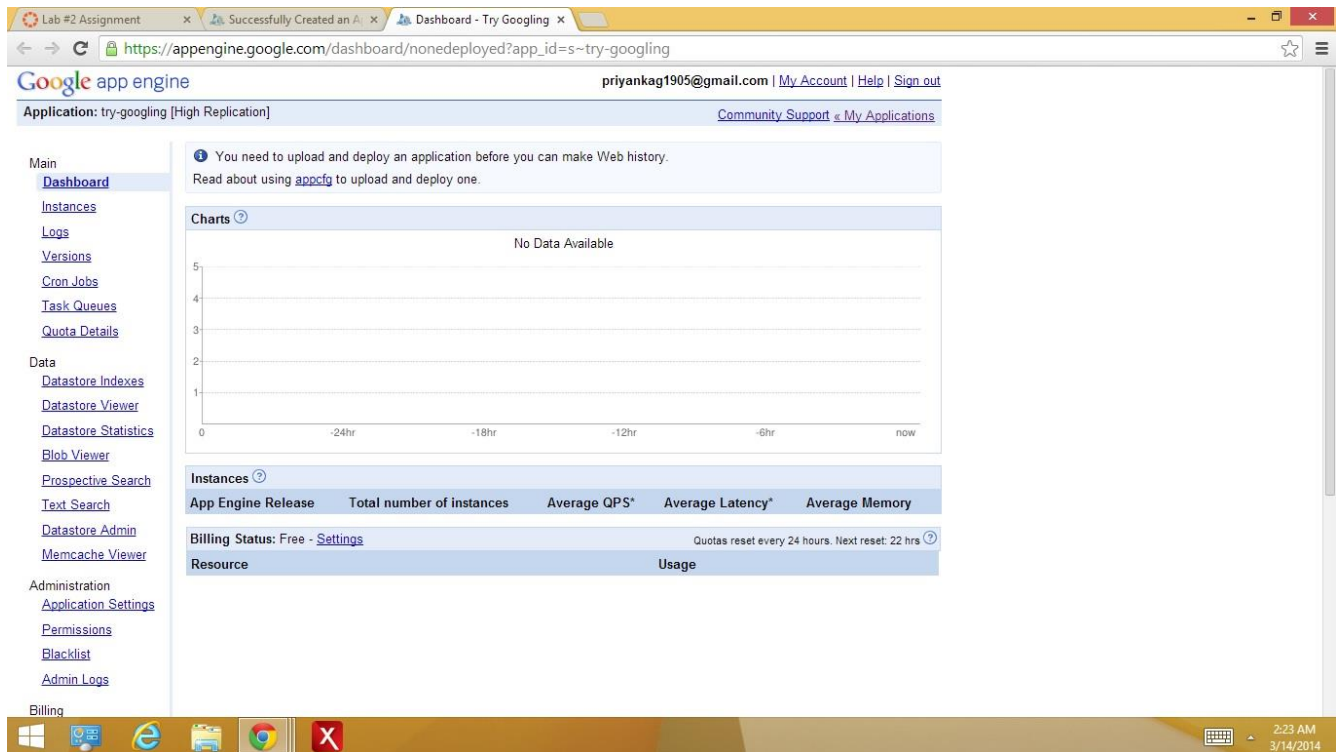 Lab #2 Assignment
Successfully Created an A
Dashboard - Try Googling
https://appengine.google.com/dashboard/nonedeployed?app_id=s~try-googling
Google app engine
priyankag1905@gmail.com | My Account | Help | Sign out
Application: try-googling [High Replication]
Community Support « My Applications
Main
Dashboard
Instances
Logs
Versions
Cron Jobs
Task Queues
Quota Details
Data
Datastore Indexes
Datastore Viewer
Datastore Statistics
Blob Viewer
Prospective Search
Text Search
Datastore Admin
Memcache Viewer
Administration
Application Settings
Permissions
Blacklist
Admin Logs
Billing
You need to upload and deploy an application before you can make Web history.
Read about using appcfg to upload and deploy one.
Charts ?
No Data Available
5
4
3
2
1
0 -24hr -18hr -12hr -6hr now
Instances ?
App Engine Release Total number of instances Average QPS* Average Latency* Average Memory
Billing Status: Free - Settings Quotas reset every 24 hours. Next reset: 22 hrs ?
Resource Usage
2:23 AM
3/14/2014